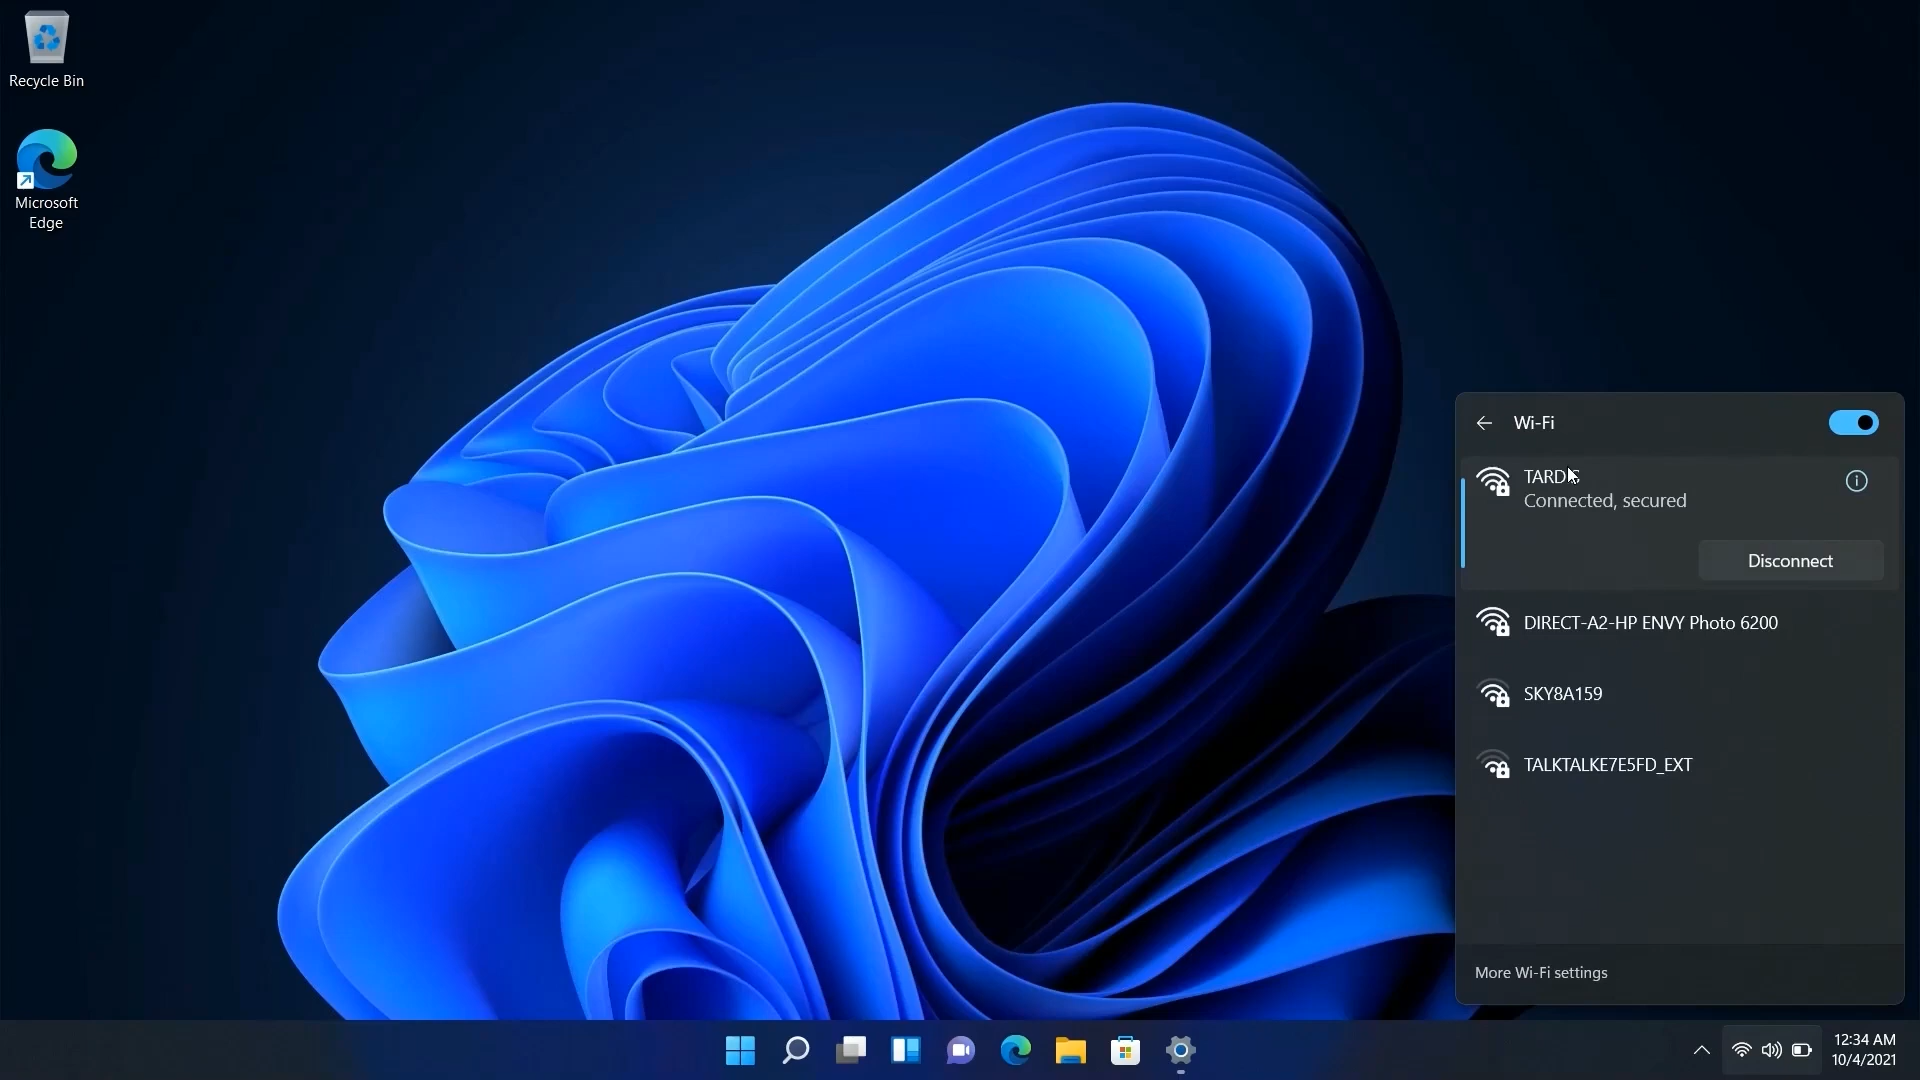 Recycle Bin
Microsoft
Edge
Wi-Fi
TARDIS
Connected, secured
Disconnect
DIRECT-A2-HP ENVY Photo 6200
SKY8A159
TALKTALKE7E5FD_EXT
More Wi-Fi settings
12:34 AM
10/4/2021